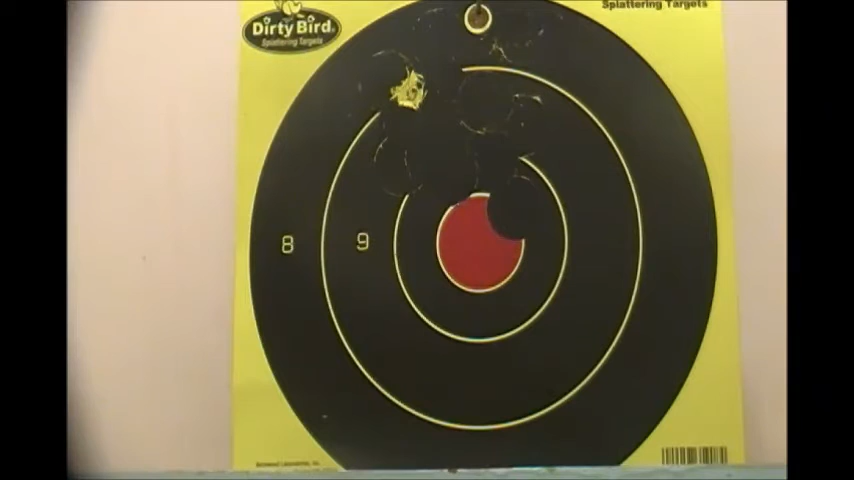 Dirty Bird
Splattering Targets
Splattering Targets
8 9